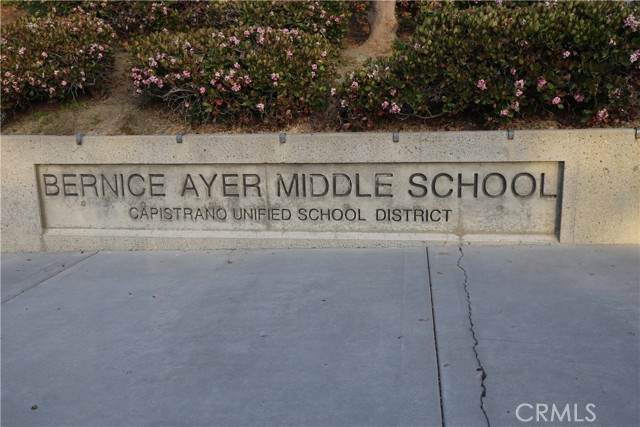 BERNICE AYER MIDDLE SCHOOL
CAPISTRANO UNIFIED SCHOOL DISTRICT
CRMLS